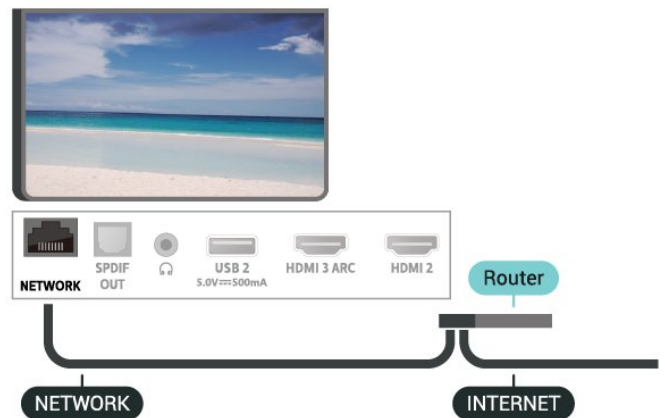 NETWORK
SPDIF
OUT
USB 2
5.0V⎓500mA
HDMI 3 ARC
HDMI 2
Router
NETWORK
INTERNET